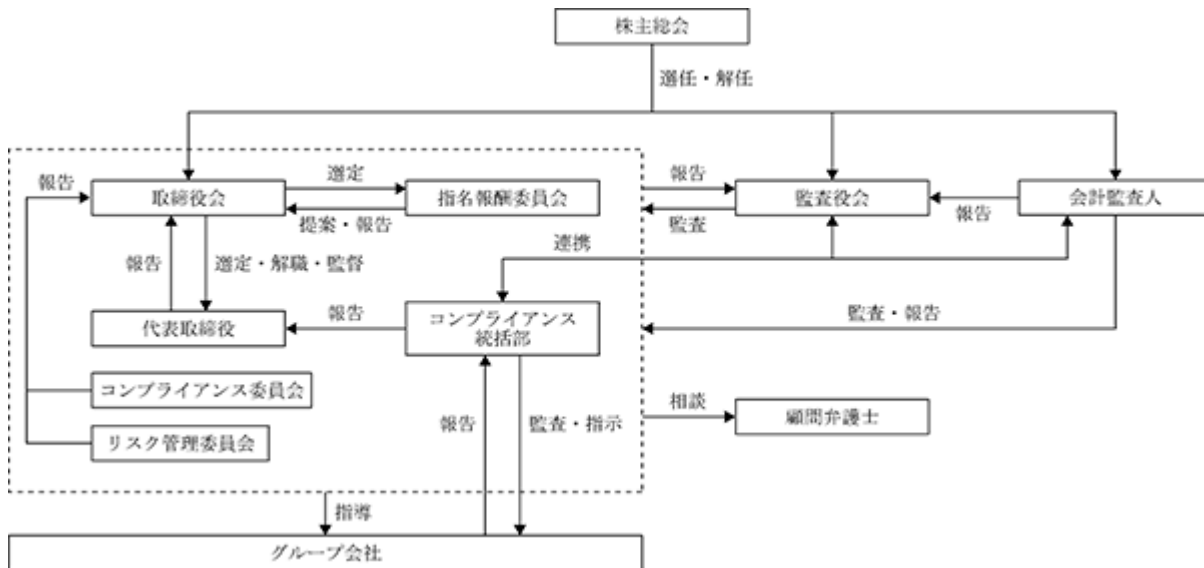 株主総会
選任・解任
報告
取締役会
選定
指名報酬委員会
提案・報告
報告
監査役会
監査
報告
会計監査人
連携
報告
選定・解職・監督
代表取締役
報告
コンプライアンス
統括部
監査・報告
コンプライアンス委員会
リスク管理委員会
報告
監査・指示
相談
顧問弁護士
指導
グループ会社